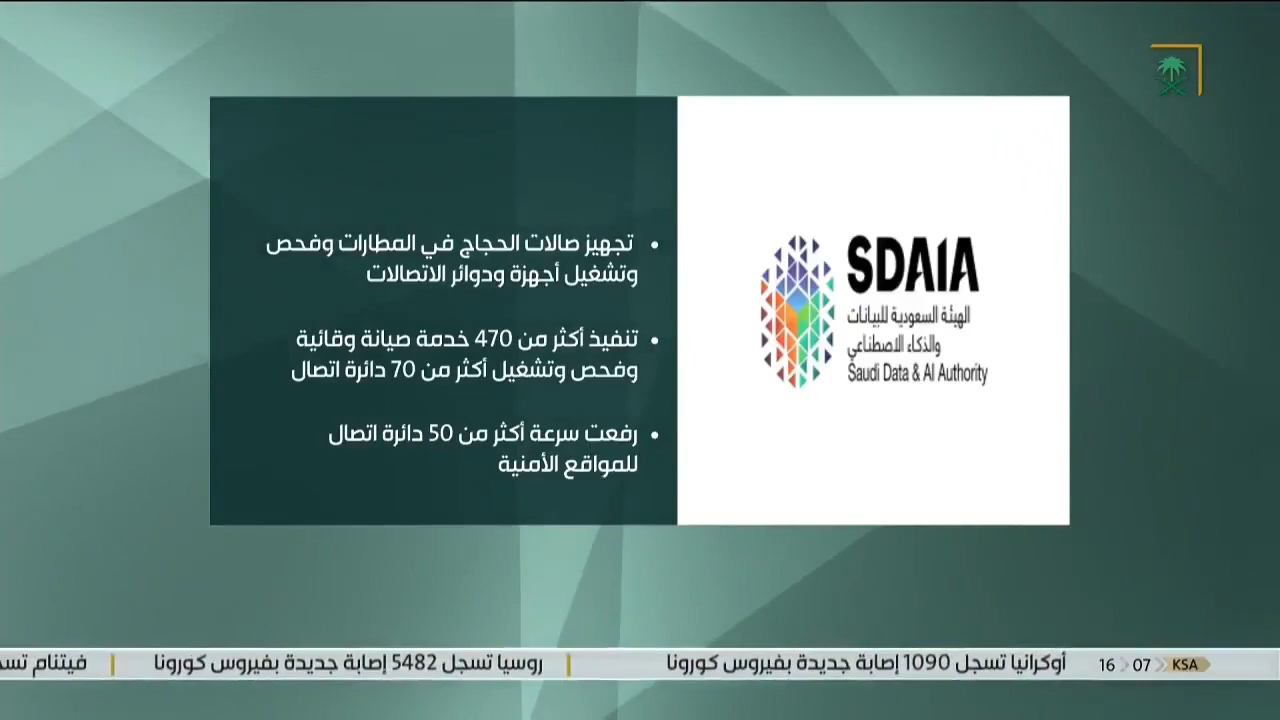 SDAIA
الهيئة السعودية للبيانات
والذكاء الاصطناعي
Saudi Data & AI Authority
• تجهيز صالات الحجاج في المطارات وفحص
وتشغيل أجهزة ودوائر الاتصالات
• تنفيذ أكثر من 470 خدمة صيانة وقائية
وفحص وتشغيل أكثر من 70 دائرة اتصال
• رفعت سرعة أكثر من 50 دائرة اتصال
للمواقع الأمنية
KSA 07 16 أوكرانيا تسجل 1090 إصابة جديدة بفيروس كورونا | روسيا تسجل 5482 إصابة جديدة بفيروس كورونا | فيتنام